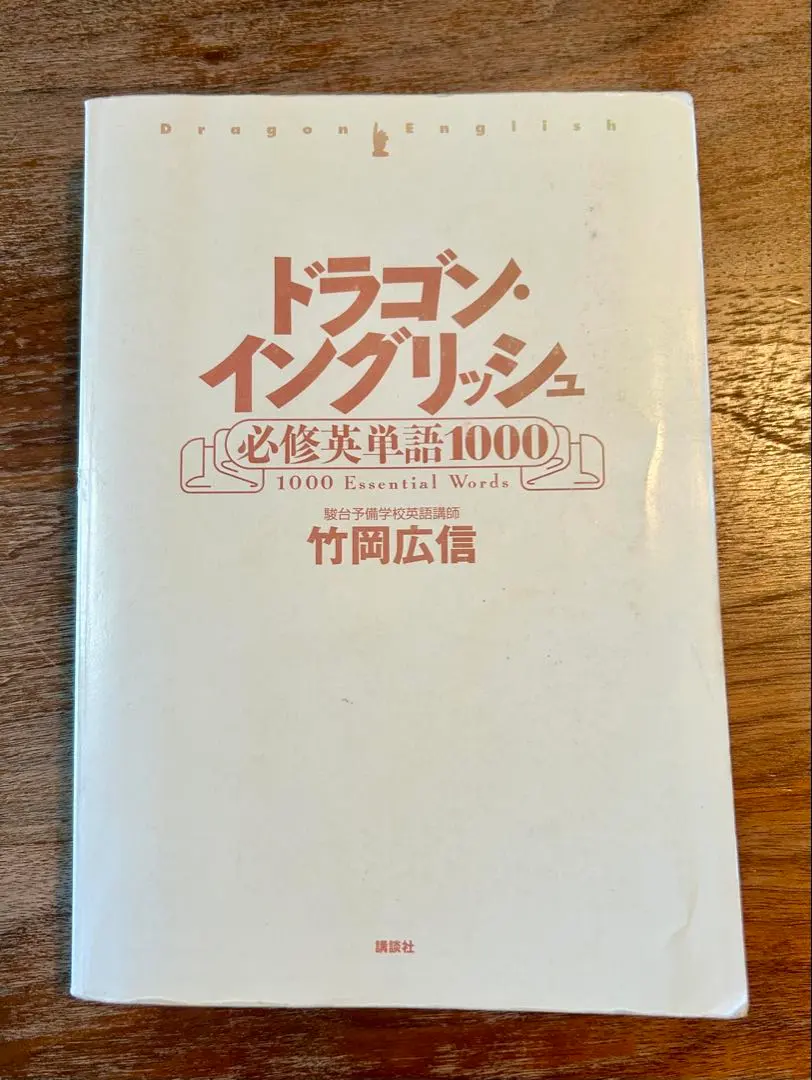 Dragon English
ドラゴン・
イングリッシュ
必修英単語1000
1000 Essential Words
駿台予備学校英語講師
竹岡広信
講談社